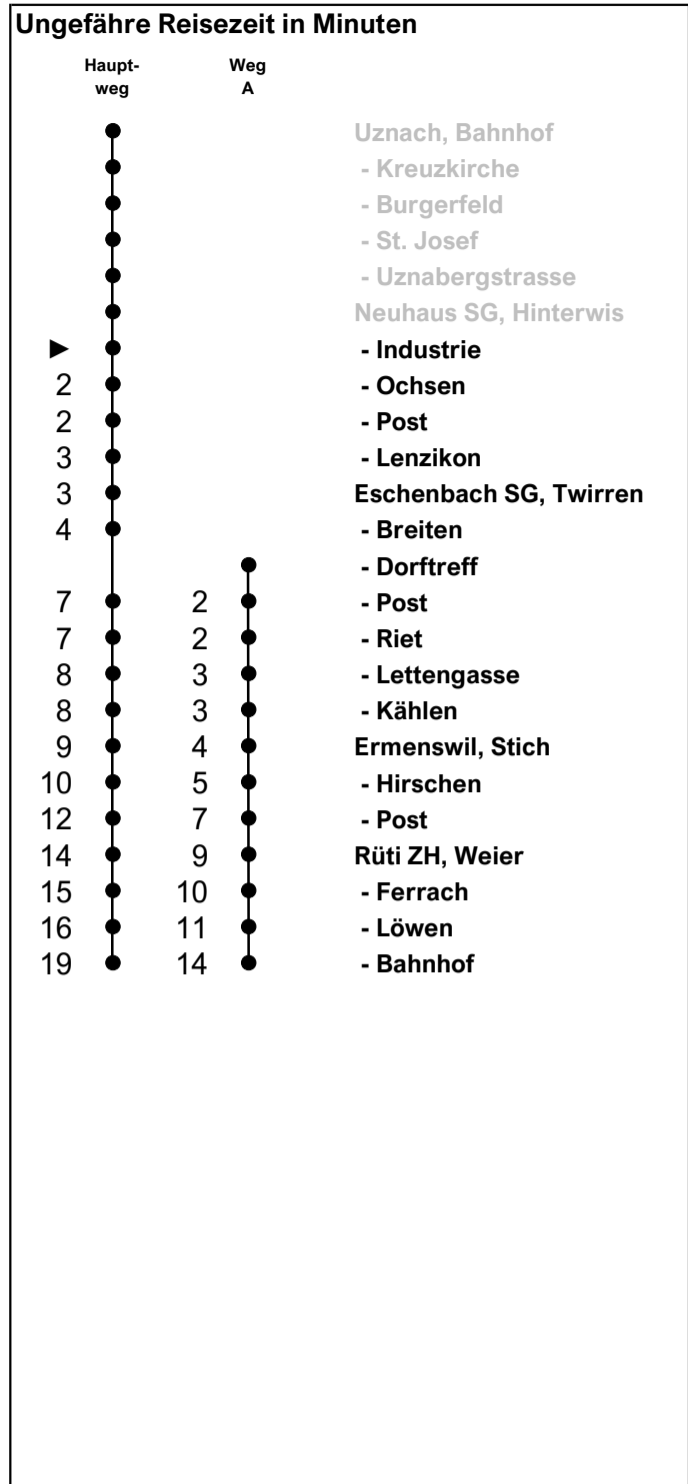 Ungefähre Reisezeit in Minuten
Haupt- Weg
weg A
Uznach, Bahnhof
- Kreuzkirche
- Burgerfeld
- St. Josef
- Uznabergstrasse
Neuhaus SG, Hinterwis
► - Industrie
2 - Ochsen
2 - Post
3 - Lenzikon
3 Eschenbach SG, Twirren
4 - Breiten
- Dorftreff
7 2 - Post
7 2 - Riet
8 3 - Lettengasse
8 3 - Kählen
9 4 Ermenswil, Stich
10 5 - Hirschen
12 7 - Post
14 9 Rüti ZH, Weier
15 10 - Ferrach
16 11 - Löwen
19 14 - Bahnhof